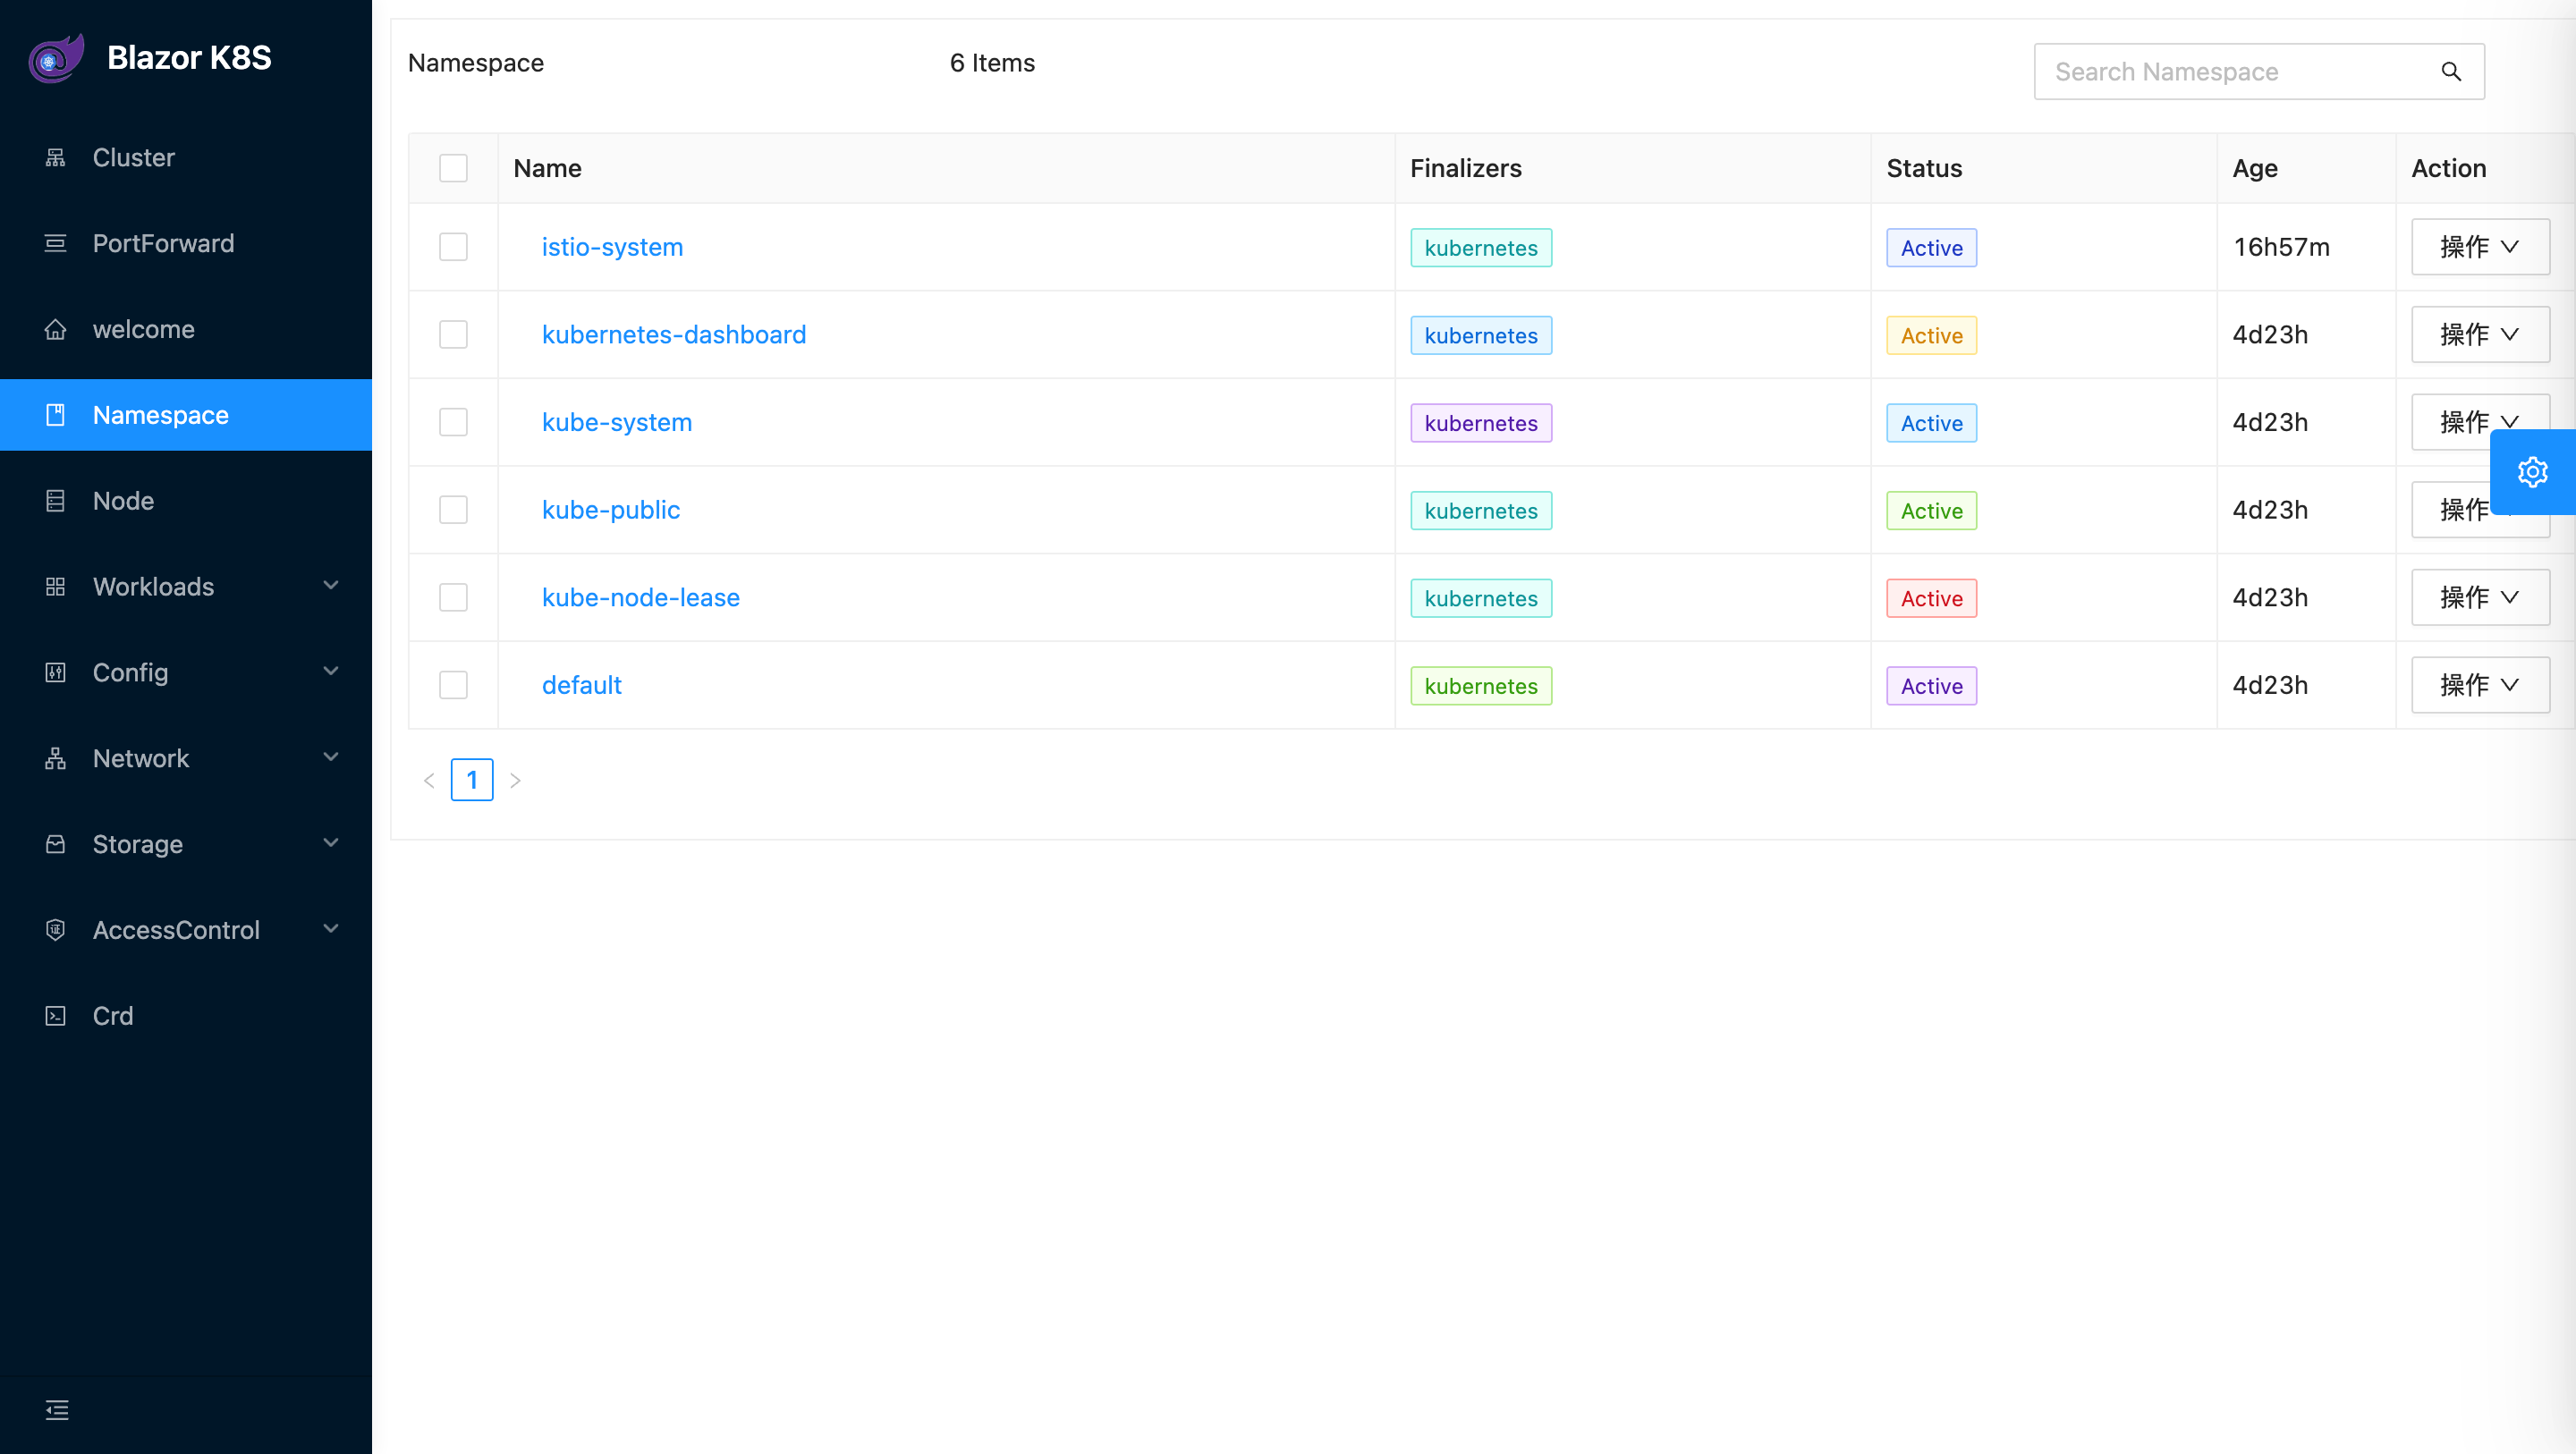 Blazor K8S
Cluster
PortForward
welcome
Namespace
Node
Workloads
Config
Network
Storage
AccessControl
Crd
Namespace 6 Items Search Namespace
Name Finalizers Status Age Action
istio-system kubernetes Active 16h57m 操作
kubernetes-dashboard kubernetes Active 4d23h 操作
kube-system kubernetes Active 4d23h 操作
kube-public kubernetes Active 4d23h 操作
kube-node-lease kubernetes Active 4d23h 操作
default kubernetes Active 4d23h 操作
1